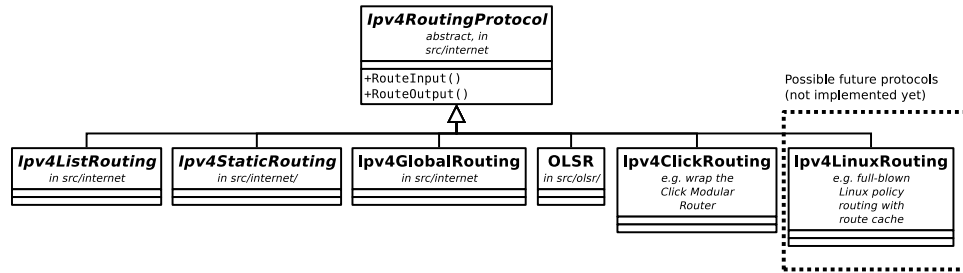 Ipv4RoutingProtocol
abstract, in
src/internet
+RouteInput()
+RouteOutput()
Possible future protocols
(not implemented yet)
Ipv4ListRouting
in src/internet
Ipv4StaticRouting
in src/internet/
Ipv4GlobalRouting
in src/internet
OLSR
in src/olsr/
Ipv4ClickRouting
e.g. wrap the
Click Modular
Router
Ipv4LinuxRouting
e.g. full-blown
Linux policy
routing with
route cache